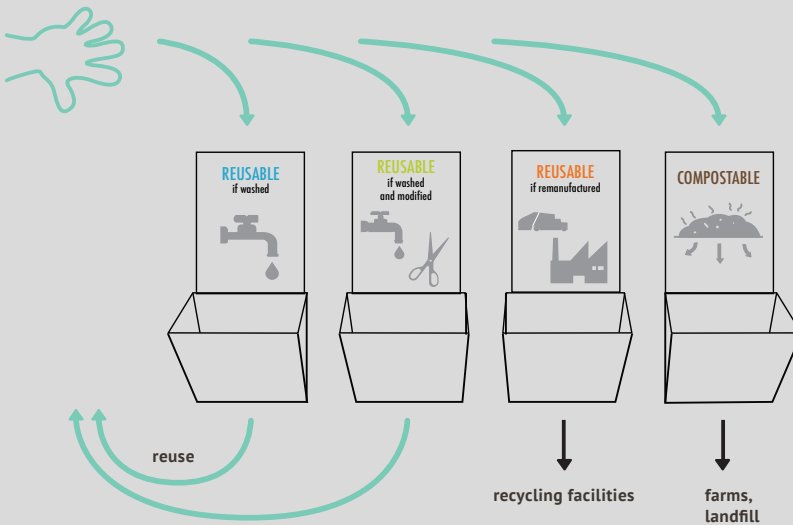 REUSABLE
if washed
REUSABLE
if washed
and modified
REUSABLE
if remanufactured
COMPOSTABLE
reuse
recycling facilities
farms,
landfill